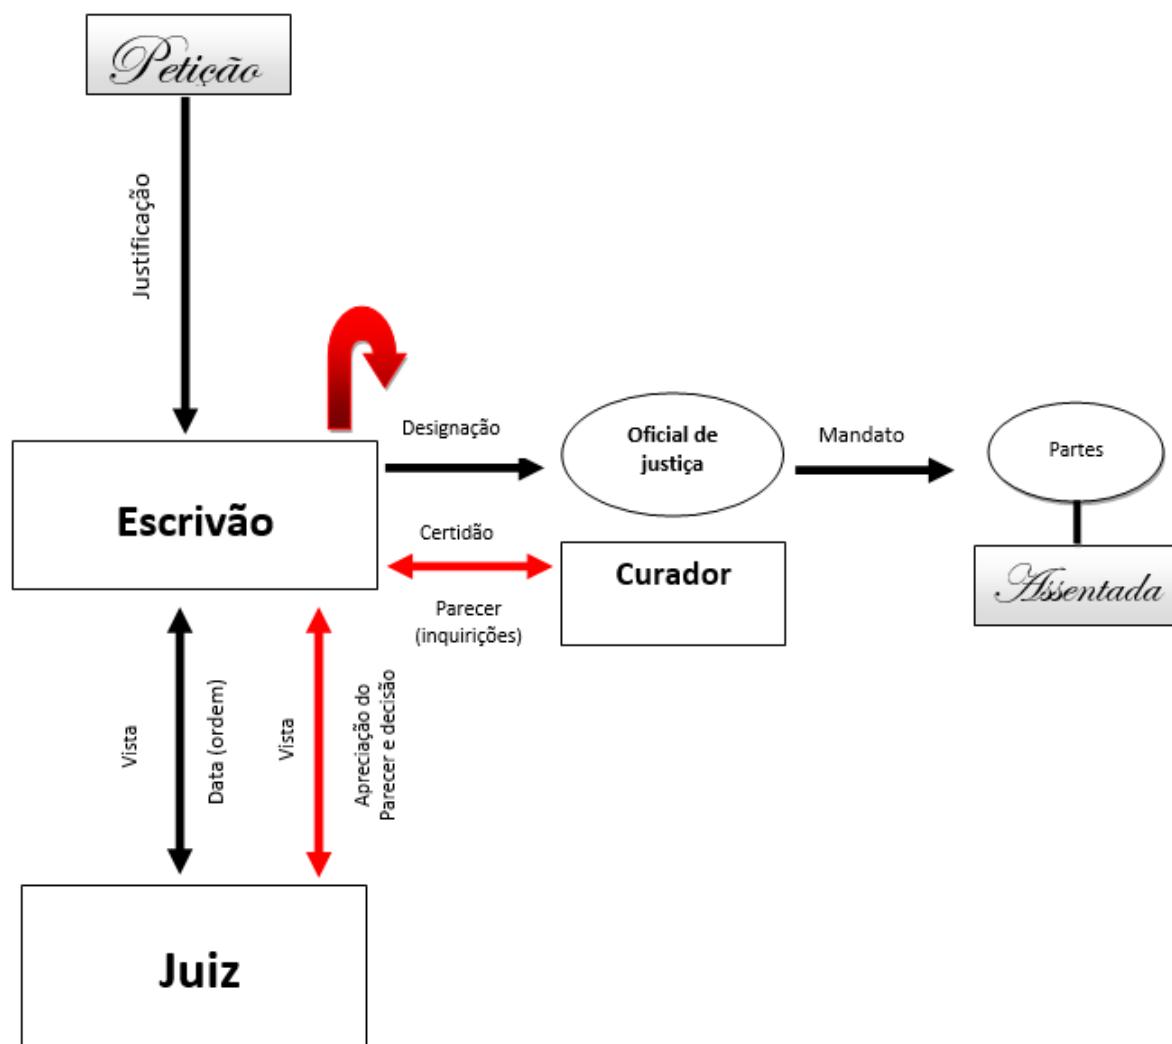 Petição
Justificação
Designação
Oficial de
justiça
Mandato
Partes
Escrivão
Certidão
Curador
Assentada
Parecer
(inquirições)
Vista
Data (ordem)
Vista
Apreciação do
Parecer e decisão
Juiz